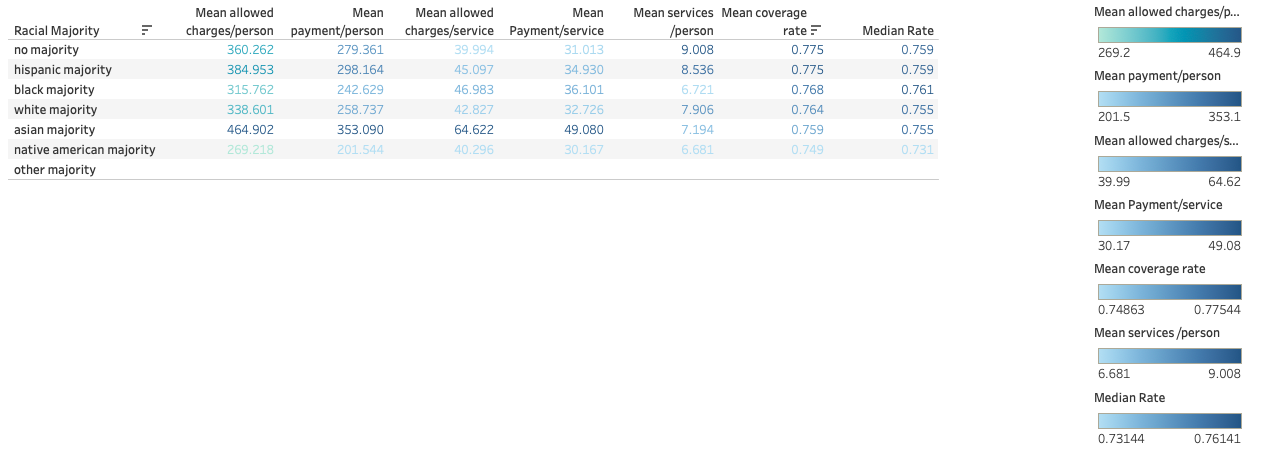 Mean allowed Mean Mean allowed Mean Mean services Mean coverage
Racial Majority charges/person payment/person charges/service Payment/service /person rate Median Rate
no majority 360.262 279.361 39.994 31.013 9.008 0.775 0.759
hispanic majority 384.953 298.164 45.097 34.930 8.536 0.775 0.759
black majority 315.762 242.629 46.983 36.101 6.721 0.768 0.761
white majority 338.601 258.737 42.827 32.726 7.906 0.764 0.755
asian majority 464.902 353.090 64.622 49.080 7.194 0.759 0.755
native american majority 269.218 201.544 40.296 30.167 6.681 0.749 0.731
other majority
Mean allowed charges/p...
269.2 464.9
Mean payment/person
201.5 353.1
Mean allowed charges/s...
39.99 64.62
Mean Payment/service
30.17 49.08
Mean coverage rate
0.74863 0.77544
Mean services /person
6.681 9.008
Median Rate
0.73144 0.76141